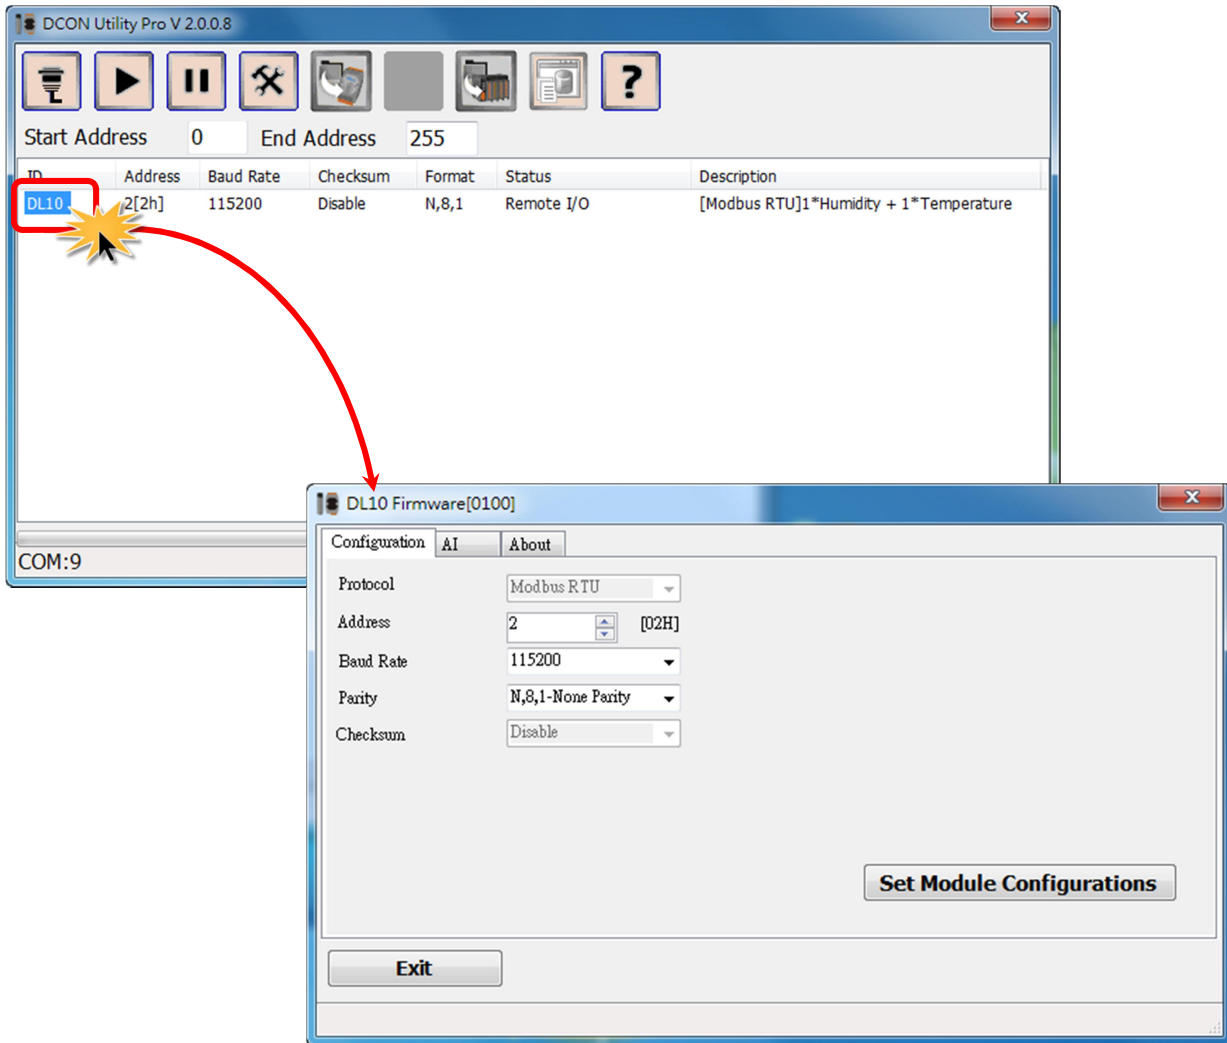 DCON Utility Pro V 2.0.0.8
Start Address 0 End Address 255
ID Address Baud Rate Checksum Format Status Description
DL10 2[2h] 115200 Disable N,8,1 Remote I/O [Modbus RTU]1*Humidity + 1*Temperature
COM:9
DL10 Firmware[0100]
Configuration AI About
Protocol Modbus RTU
Address 2 [02H]
Baud Rate 115200
Parity N,8,1-None Parity
Checksum Disable
Set Module Configurations
Exit